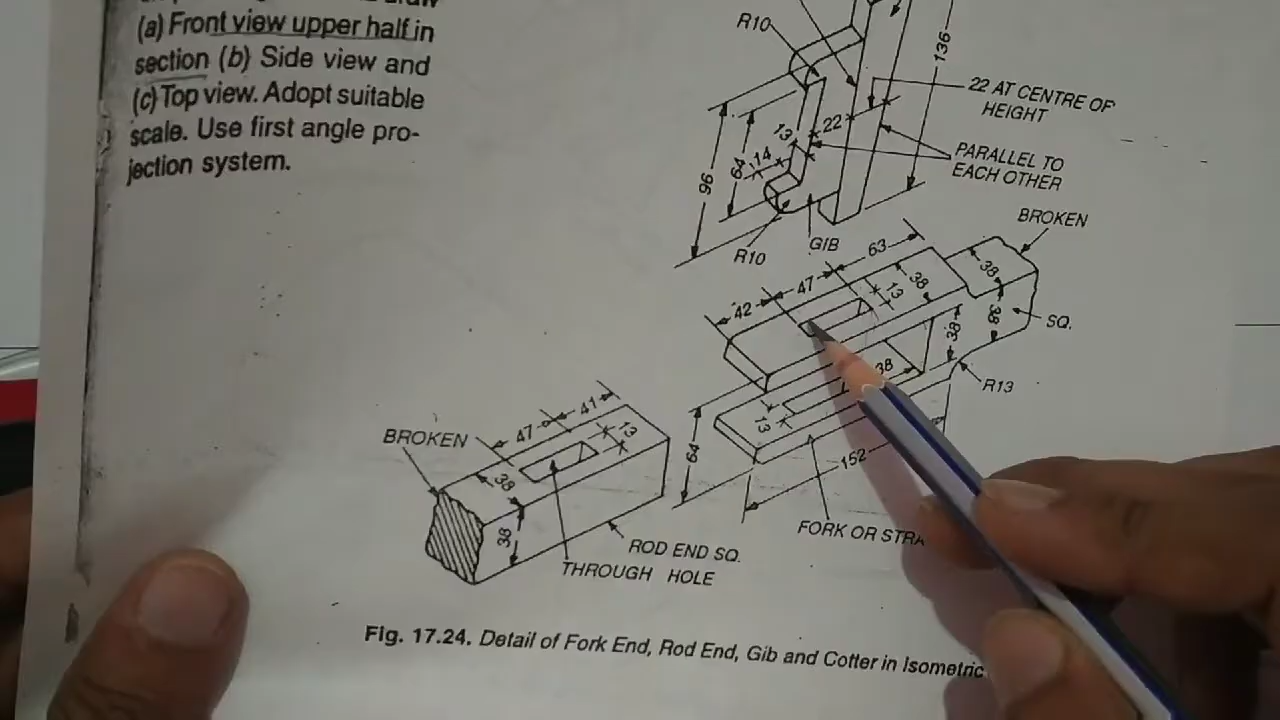 (a) Front view upper half in
section (b) Side view and
(c) Top view. Adopt suitable
scale. Use first angle pro-
jection system.
R10
136
22 AT CENTRE OF
HEIGHT
22
13
14
64
96
PARALLEL TO
EACH OTHER
R10
GIB
BROKEN
63
47
42
38
13
38
38
38
SQ.
R13
38
13
64
152
FORK OR STRA
BROKEN
47
41
13
38
38
ROD END SQ.
THROUGH HOLE
Fig. 17.24. Detail of Fork End, Rod End, Gib and Cotter in Isometric